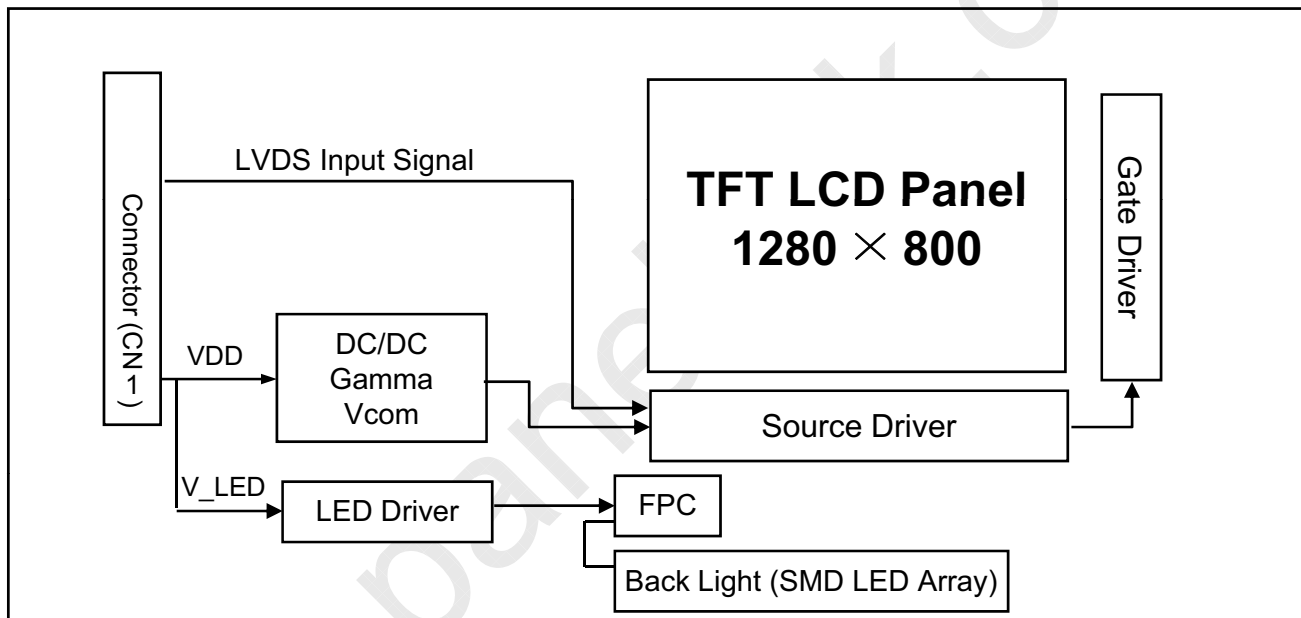 LVDS Input Signal
Connector (CN1)
TFT LCD Panel
1280 × 800
Gate Driver
VDD
DC/DC
Gamma
Vcom
Source Driver
V_LED
LED Driver
FPC
Back Light (SMD LED Array)